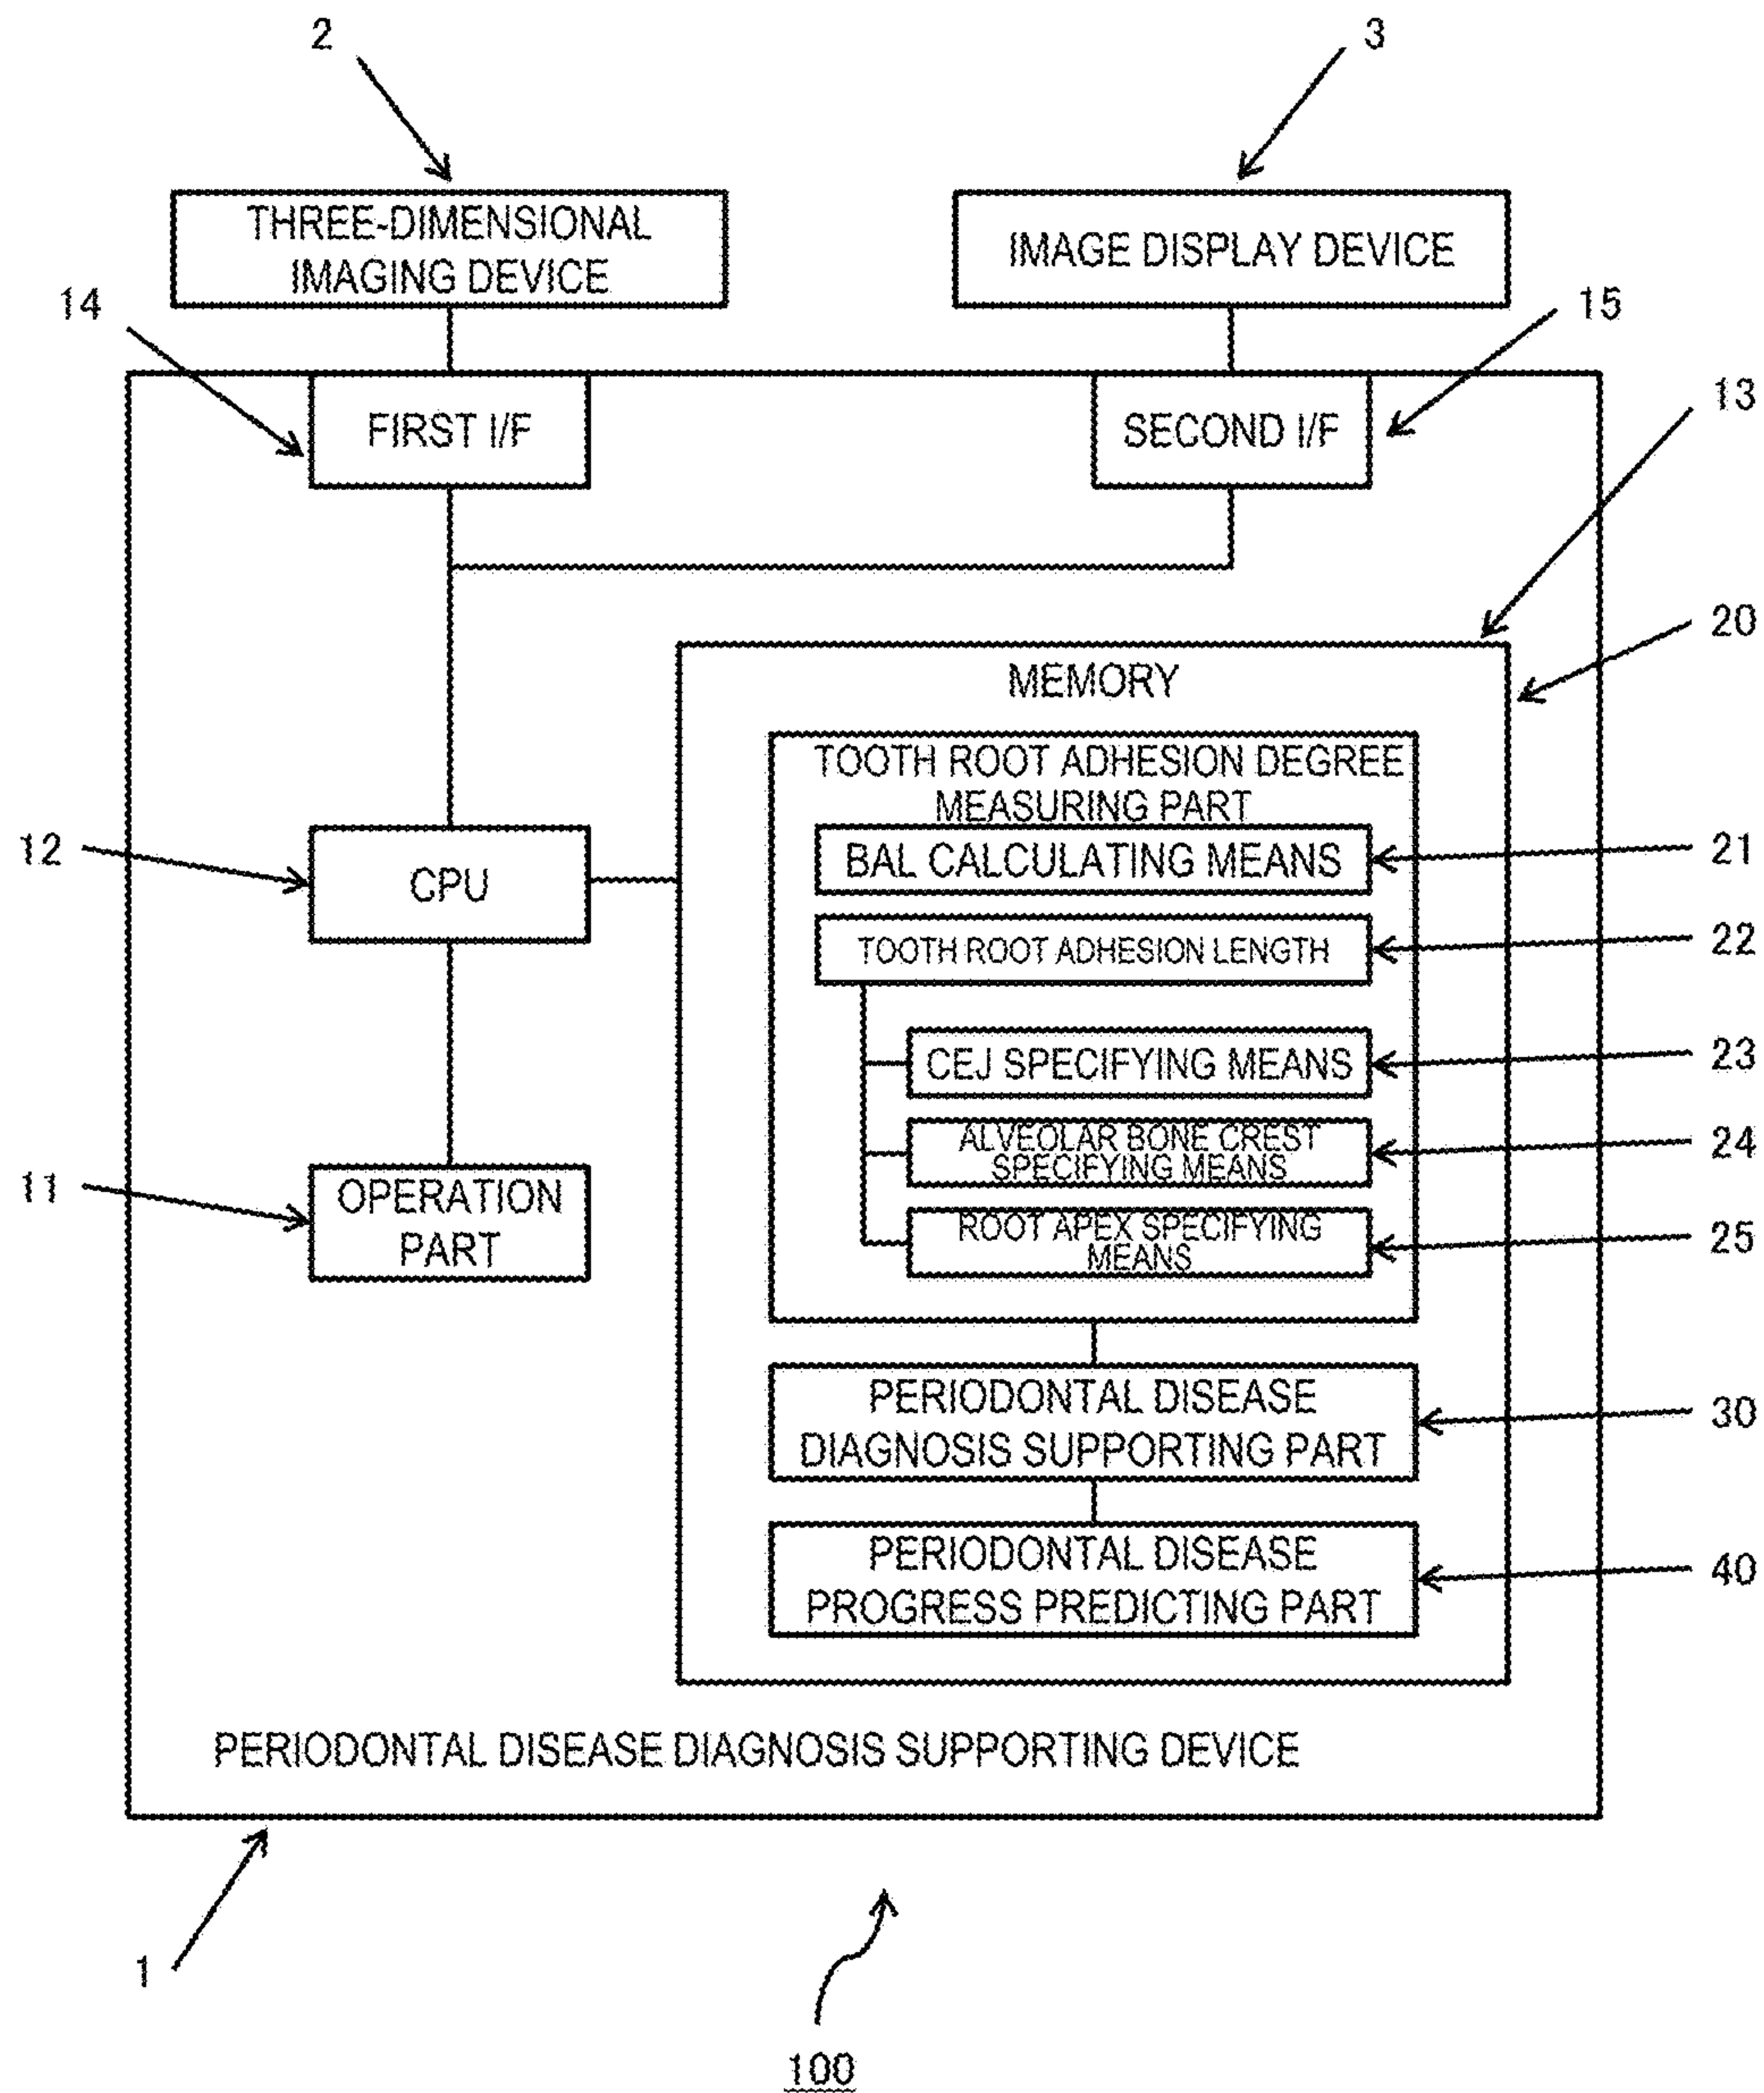 2
3
THREE-DIMENSIONAL
IMAGING DEVICE
IMAGE DISPLAY DEVICE
14
15
13
FIRST I/F
SECOND I/F
20
MEMORY
TOOTH ROOT ADHESION DEGREE
MEASURING PART
12
CPU
BAL CALCULATING MEANS
21
TOOTH ROOT ADHESION LENGTH
22
CEJ SPECIFYING MEANS
23
ALVEOLAR BONE CREST
SPECIFYING MEANS
24
11
OPERATION
PART
ROOT APEX SPECIFYING
MEANS
25
PERIODONTAL DISEASE
DIAGNOSIS SUPPORTING PART
30
PERIODONTAL DISEASE
PROGRESS PREDICTING PART
40
PERIODONTAL DISEASE DIAGNOSIS SUPPORTING DEVICE
1
100